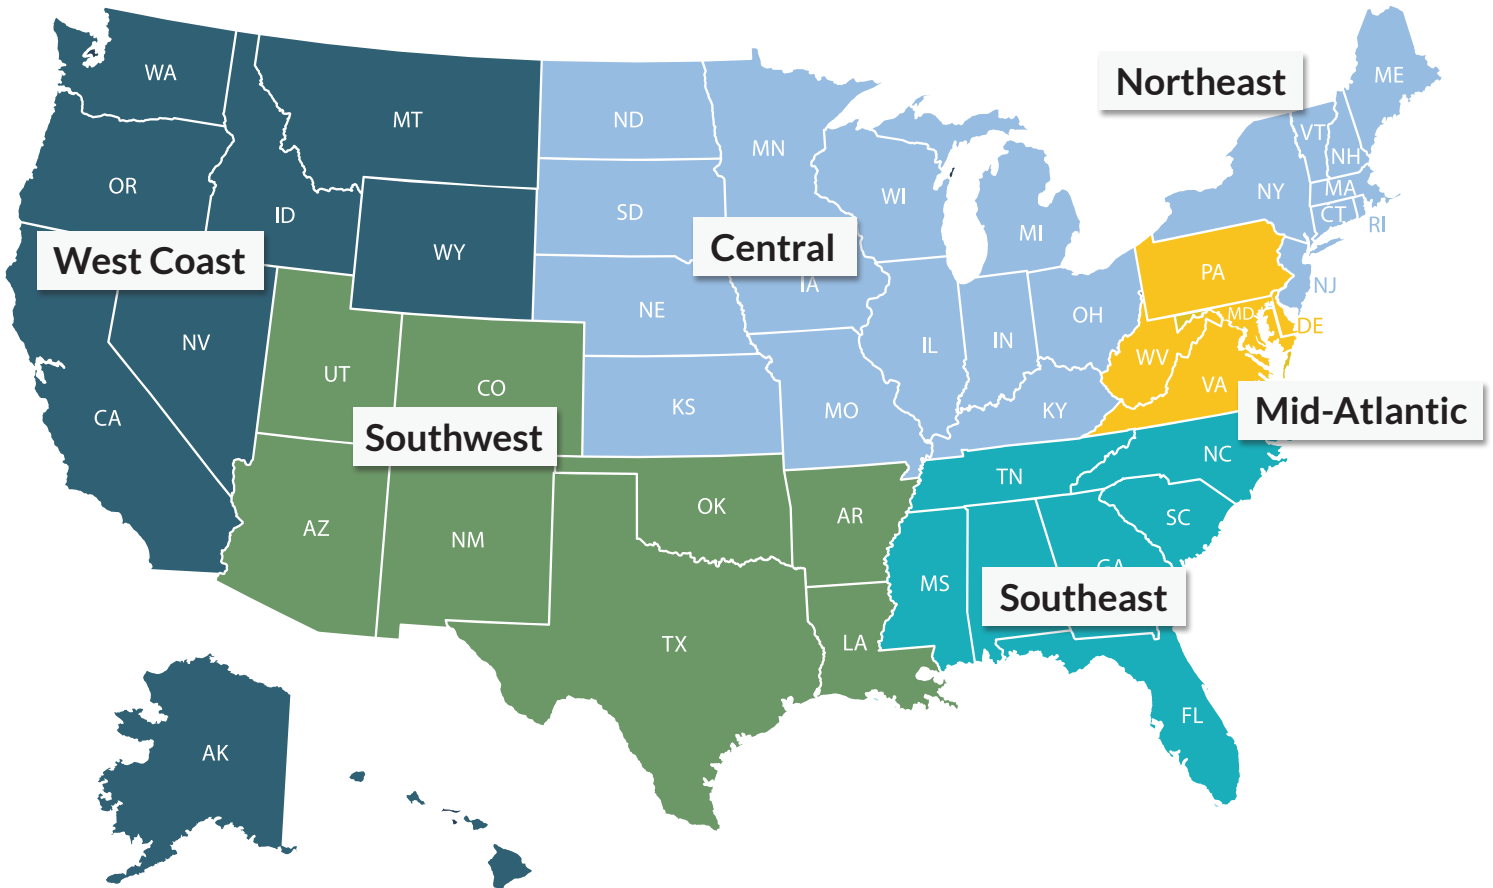 WA
MT
ND
MN
ME
Northeast
VT
NH
OR
ID
SD
WI
NY
MA
CT
RI
MI
West Coast
WY
Central
PA
NJ
IA
NE
OH
MD
DE
NV
UT
CO
IL
IN
WV
VA
CA
KS
MO
KY
Mid-Atlantic
Southwest
NC
TN
AZ
NM
OK
AR
SC
GA
MS
Southeast
TX
LA
FL
AK